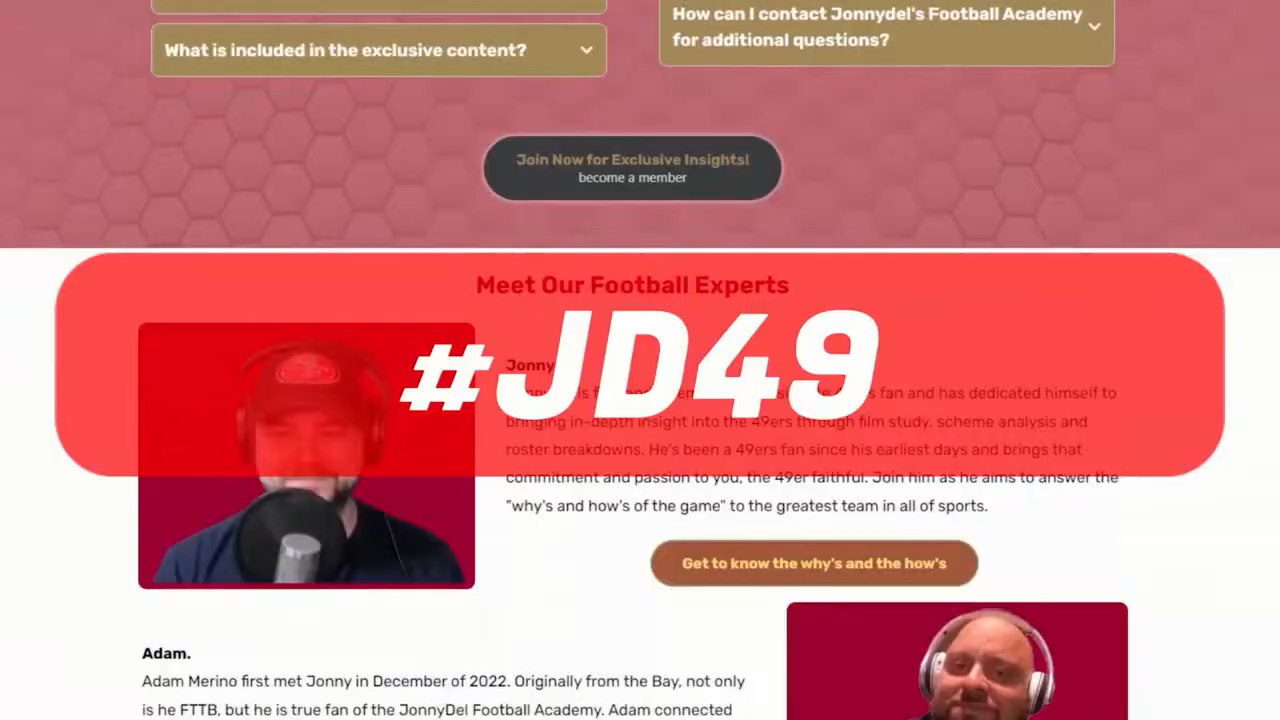 How can I contact Jonnydel's Football Academy
for additional questions?
What is included in the exclusive content?
Join Now for Exclusive Insights!
become a member
Meet Our Football Experts
#JD49
Jonny
fan and has dedicated himself to
bringing in-depth insight into the 49ers through film study, scheme analysis and
roster breakdowns. He's been a 49ers fan since his earliest days and brings that
commitment and passion to you, the 49er faithful. Join him as he aims to answer the
"why's and how's of the game" to the greatest team in all of sports.
Get to know the why's and the how's
Adam.
Adam Merino first met Jonny in December of 2022. Originally from the Bay, not only
is he FTTB, but he is true fan of the JonnyDel Football Academy. Adam connected